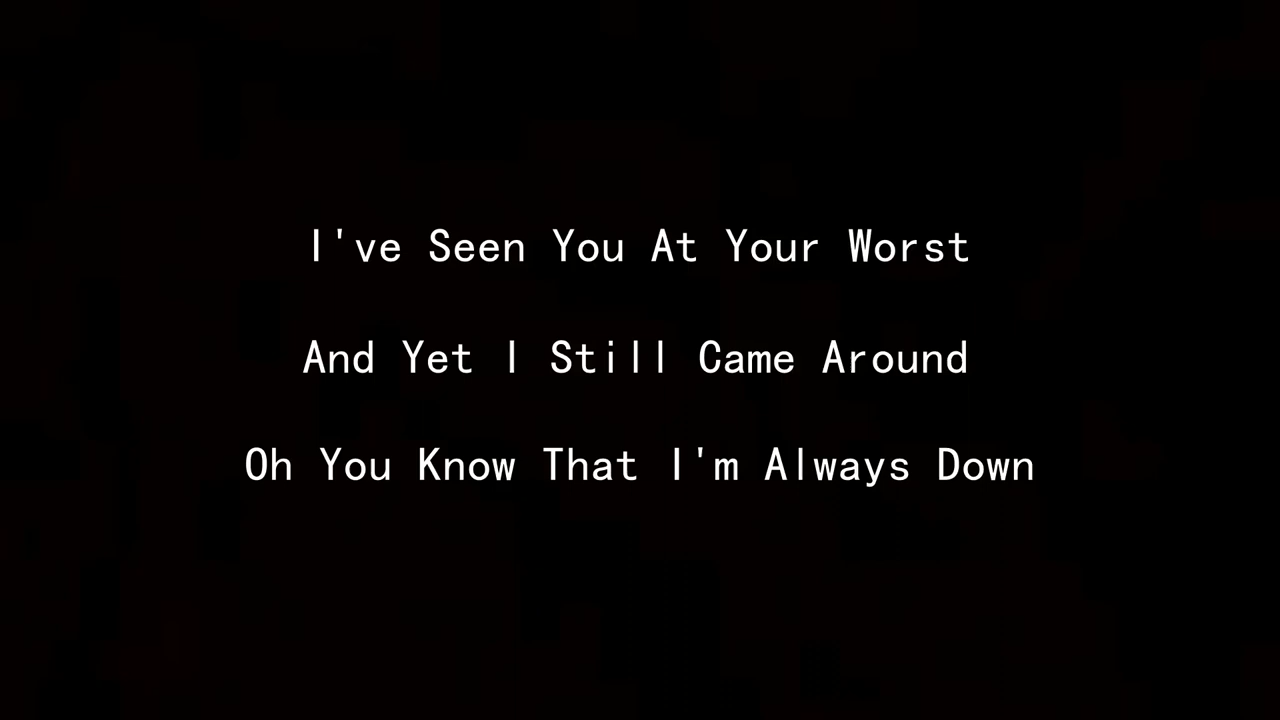 I've Seen You At Your Worst
And Yet I Still Came Around
Oh You Know That I'm Always Down